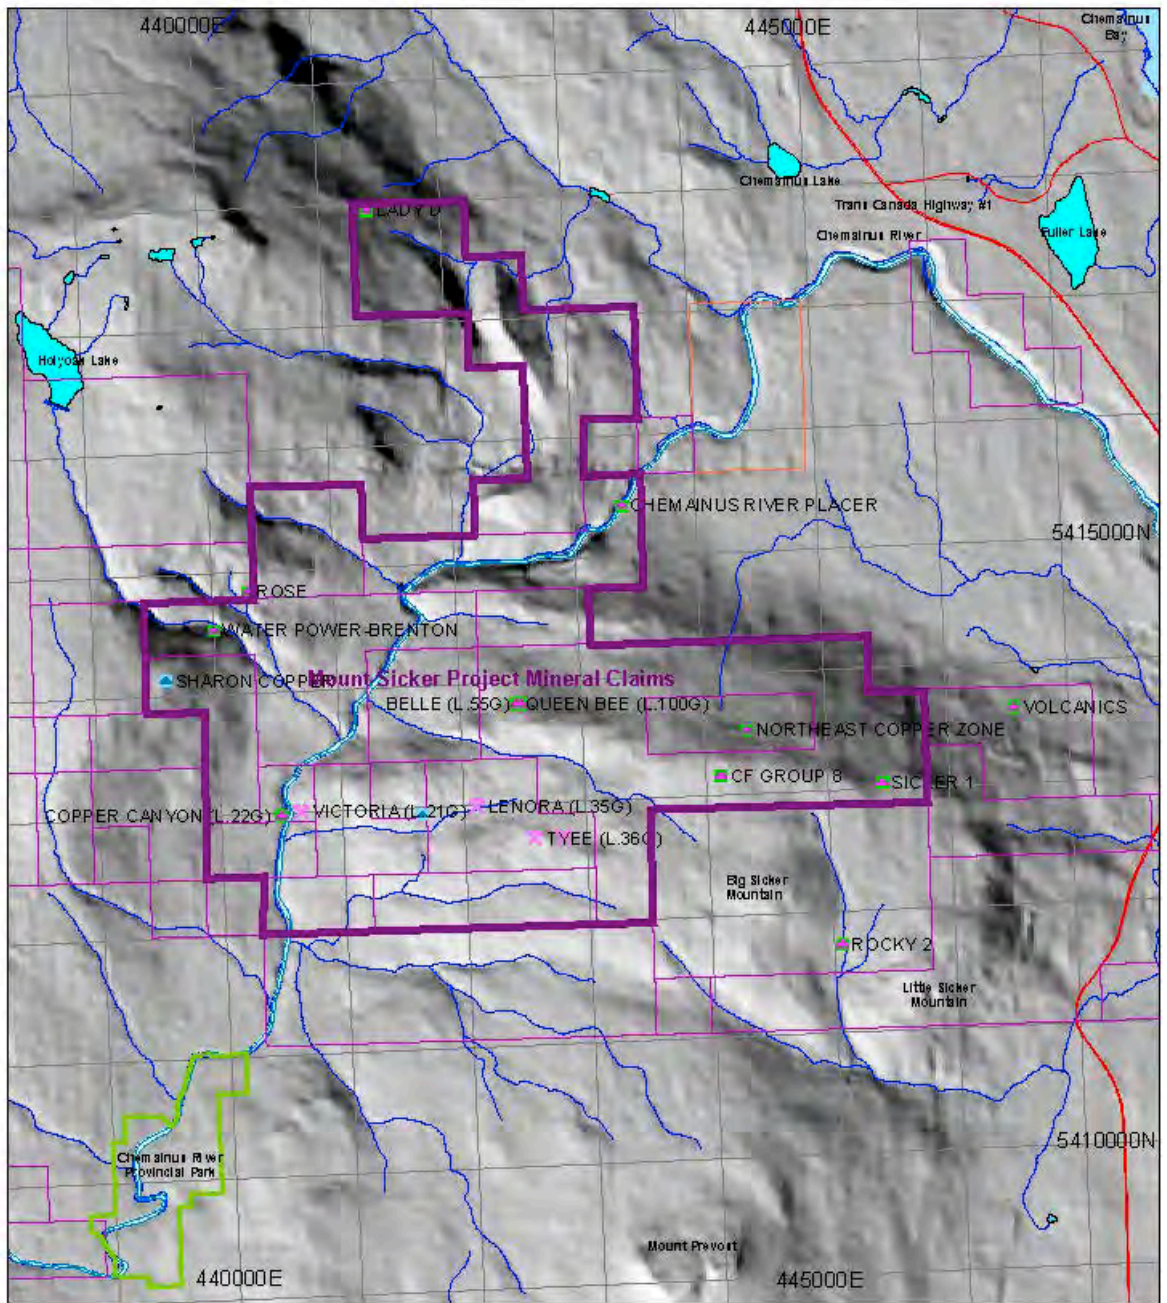 440000E
445000E
Chemainus
Bay
Chemainus Lake
Trans Canada Highway #1
LADY D
Fuller Lake
Chemainus River
Holyoak Lake
CHEMAINUS RIVER PLACER
5415000N
ROSE
WATER POWER-BRENTON
SHARON COPPER
Mount Sicker Project Mineral Claims
BELLE (L.55G)
QUEEN BEE (L.100G)
VOLCANICS
NORTHEAST COPPER ZONE
CF GROUP 8
SICKER 1
COPPER CANYON (L.22G)
VICTORIA (L.21G)
LENORA (L.35G)
TYEE (L.36G)
Big Sicker
Mountain
ROCKY 2
Little Sicker
Mountain
5410000N
Chemainus River
Provincial Park
Mount Prevost
440000E
445000E